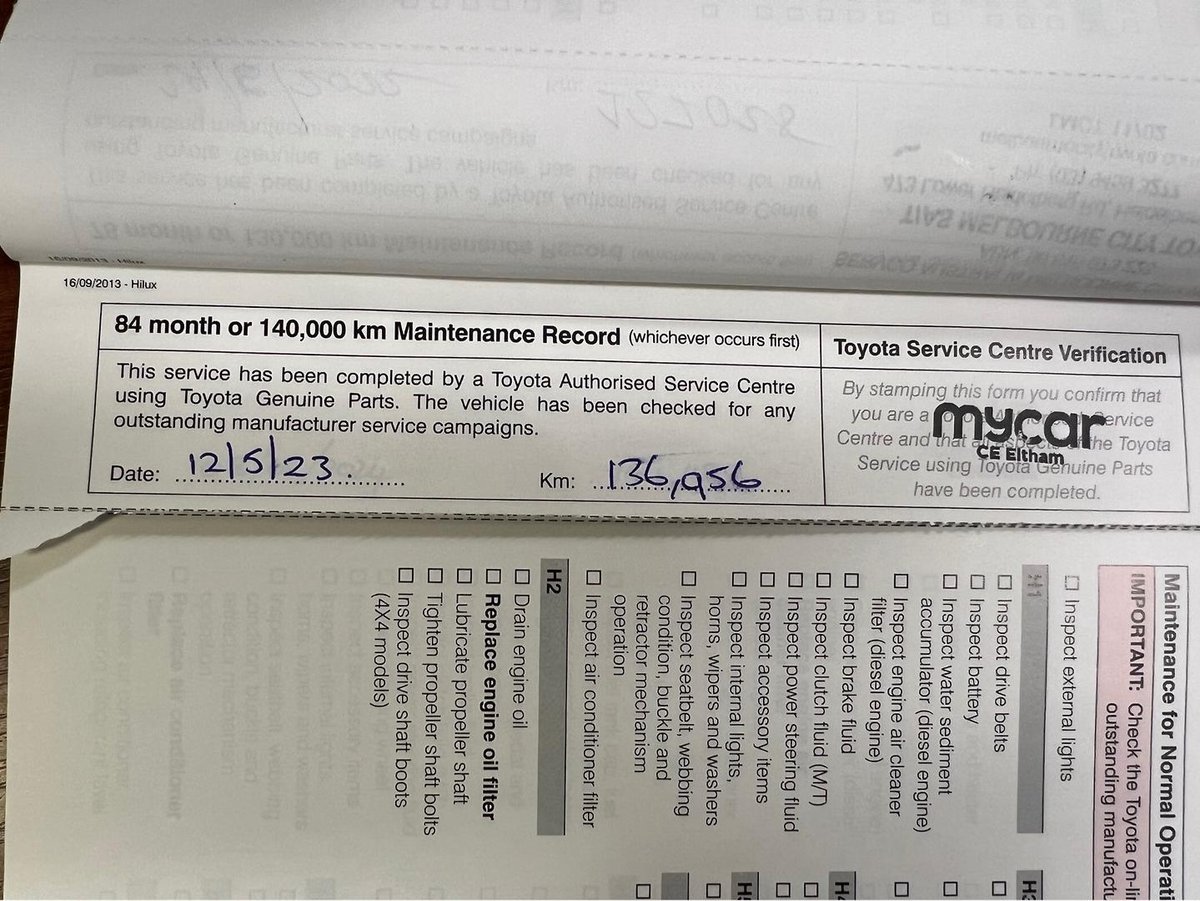 16/09/2013 - Hilux
84 month or 140,000 km Maintenance Record (whichever occurs first)
This service has been completed by a Toyota Authorised Service Centre
using Toyota Genuine Parts. The vehicle has been checked for any
outstanding manufacturer service campaigns.
Date: 12/5/23.
Km: 136,956
Toyota Service Centre Verification
By stamping this form you confirm that
you are a
Service
Centre and that all aspects of the Toyota
Service using Toyota Genuine Parts
have been completed.
mycar
CE Eltham
Maintenance for Normal Operati
IMPORTANT: Check the Toyota on-li
outstanding manufactu
Inspect external lights
H1
Inspect drive belts
Inspect battery
Inspect water sediment
accumulator (diesel engine)
Inspect engine air cleaner
filter (diesel engine)
Inspect brake fluid
Inspect clutch fluid (M/T)
Inspect power steering fluid
Inspect accessory items
Inspect internal lights,
horns, wipers and washers
Inspect seatbelt, webbing
condition, buckle and
retractor mechanism
operation
Inspect air conditioner filter
H2
Drain engine oil
Replace engine oil filter
Lubricate propeller shaft
Tighten propeller shaft bolts
Inspect drive shaft boots
(4X4 models)
H3
H4
H5